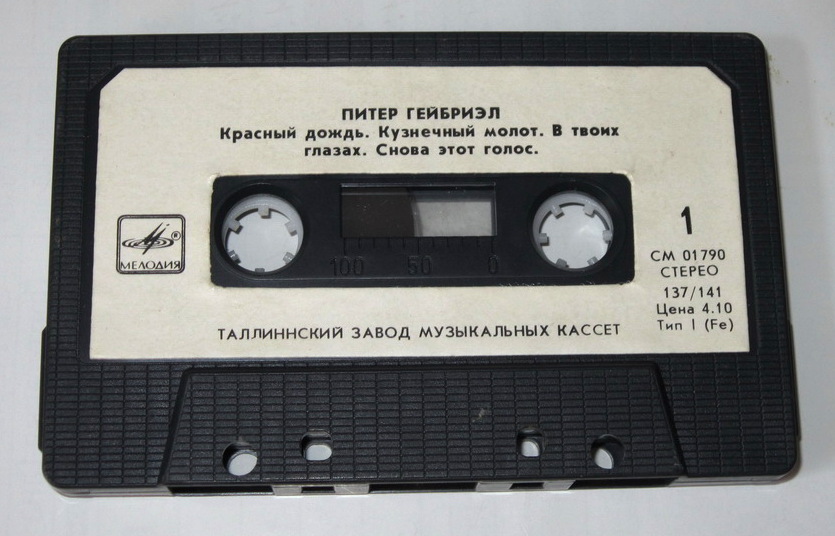 ПИТЕР ГЕЙБРИЭЛ
Красный дождь. Кузнечный молот. В твоих
глазах. Снова этот голос.
® МЕЛОДИЯ
100 50 0
1
СМ 01790
СТЕРЕО
137/141
Цена 4.10
Тип I (Fe)
ТАЛЛИННСКИЙ ЗАВОД МУЗЫКАЛЬНЫХ КАССЕТ